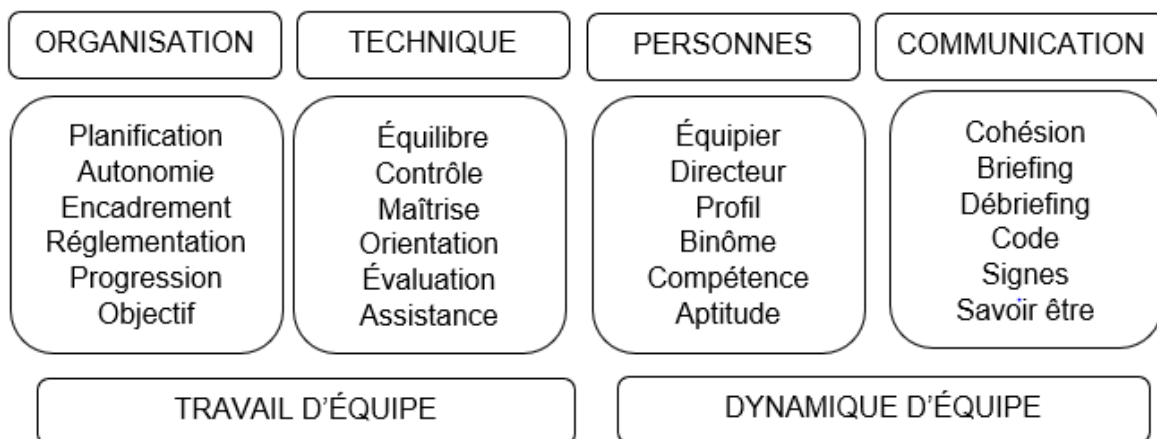 ORGANISATION
TECHNIQUE
PERSONNES
COMMUNICATION
Planification
Autonomie
Encadrement
Réglementation
Progression
Objectif
Équilibre
Contrôle
Maîtrise
Orientation
Évaluation
Assistance
Équipier
Directeur
Profil
Binôme
Compétence
Aptitude
Cohésion
Briefing
Débriefing
Code
Signes
Savoir être
TRAVAIL D’ÉQUIPE
DYNAMIQUE D’ÉQUIPE